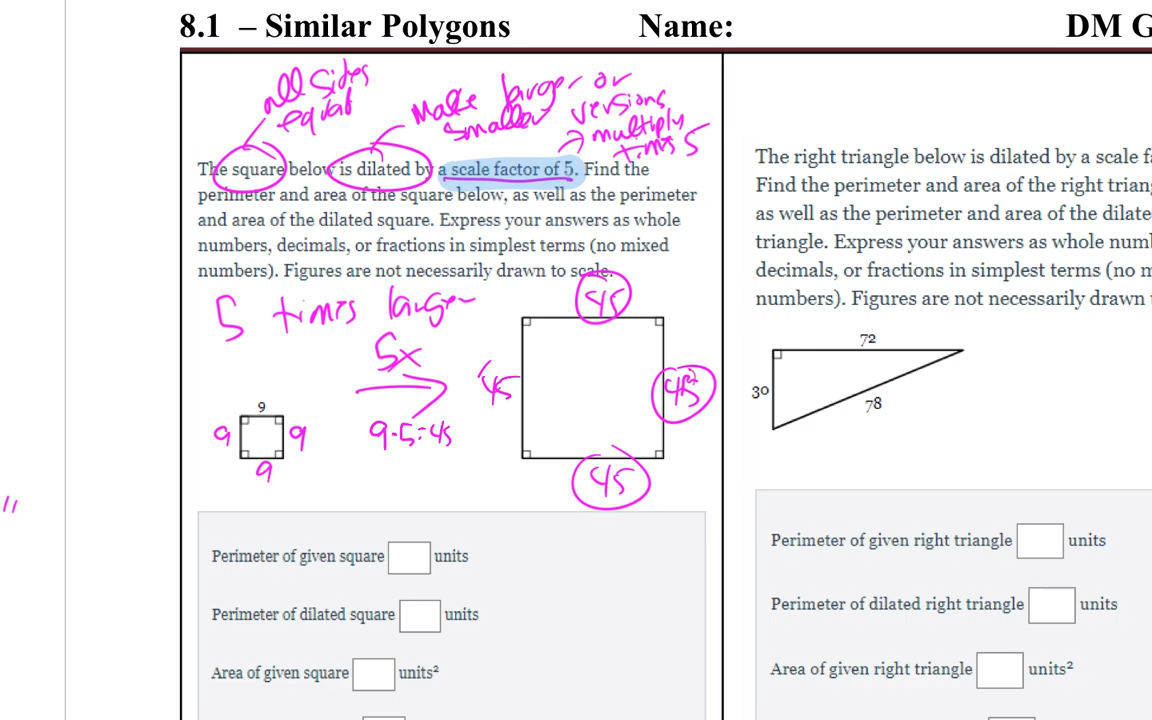 8.1 – Similar Polygons Name: DM G
all sides
equal
Make larger or
smaller versions
multiply
times 5
The square below is dilated by a scale factor of 5. Find the
perimeter and area of the square below, as well as the perimeter
and area of the dilated square. Express your answers as whole
numbers, decimals, or fractions in simplest terms (no mixed
numbers). Figures are not necessarily drawn to scale.
5 times larger
5x
9·5=45
9
9
9
9
45
45
45
45
Perimeter of given square units
Perimeter of dilated square units
Area of given square units²
The right triangle below is dilated by a scale fa
Find the perimeter and area of the right triang
as well as the perimeter and area of the dilate
triangle. Express your answers as whole numb
decimals, or fractions in simplest terms (no m
numbers). Figures are not necessarily drawn t
72
30
78
Perimeter of given right triangle units
Perimeter of dilated right triangle units
Area of given right triangle units²